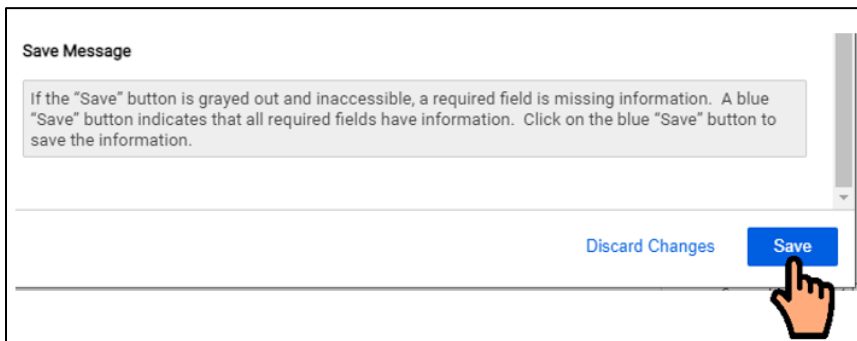 Save Message
If the “Save” button is grayed out and inaccessible, a required field is missing information.  A blue
“Save” button indicates that all required fields have information.  Click on the blue “Save” button to
save the information.
Discard Changes
Save